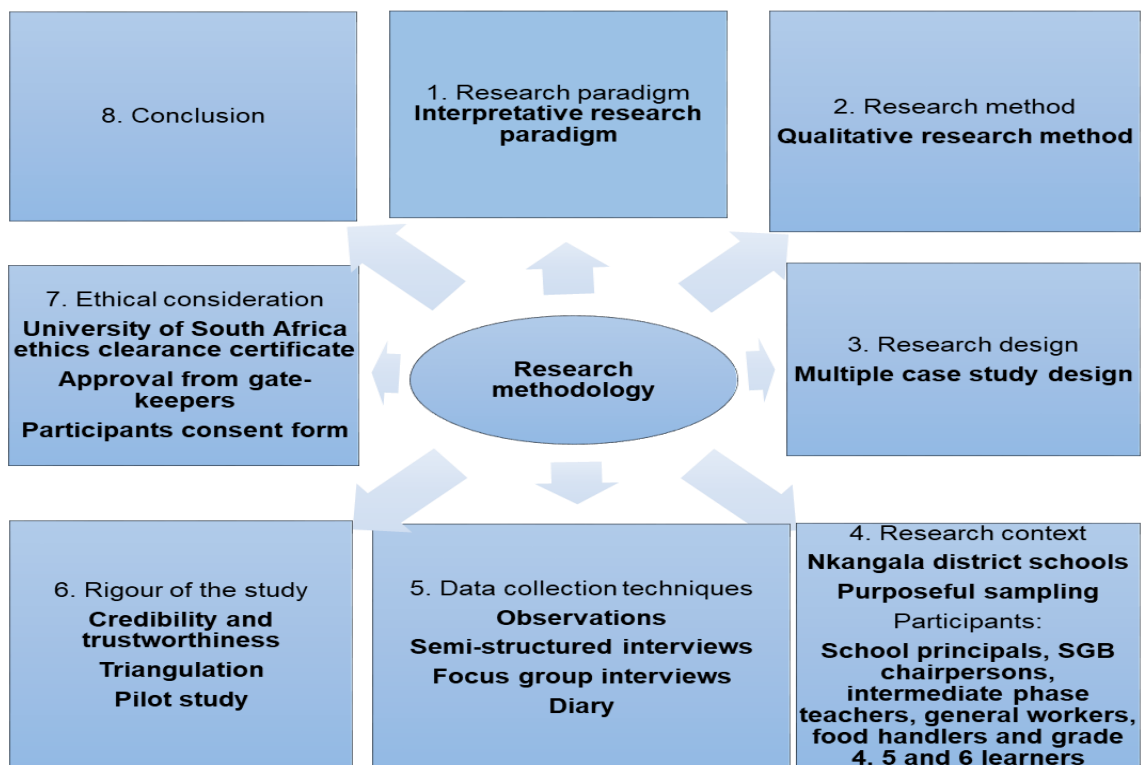 8. Conclusion
1. Research paradigm
Interpretative research
paradigm
2. Research method
Qualitative research method
7. Ethical consideration
University of South Africa
ethics clearance certificate
Approval from gate-
keepers
Participants consent form
Research
methodology
3. Research design
Multiple case study design
6. Rigour of the study
Credibility and
trustworthiness
Triangulation
Pilot study
5. Data collection techniques
Observations
Semi-structured interviews
Focus group interviews
Diary
4. Research context
Nkangala district schools
Purposeful sampling
Participants:
School principals, SGB
chairpersons,
intermediate phase
teachers, general workers,
food handlers and grade
4, 5 and 6 learners